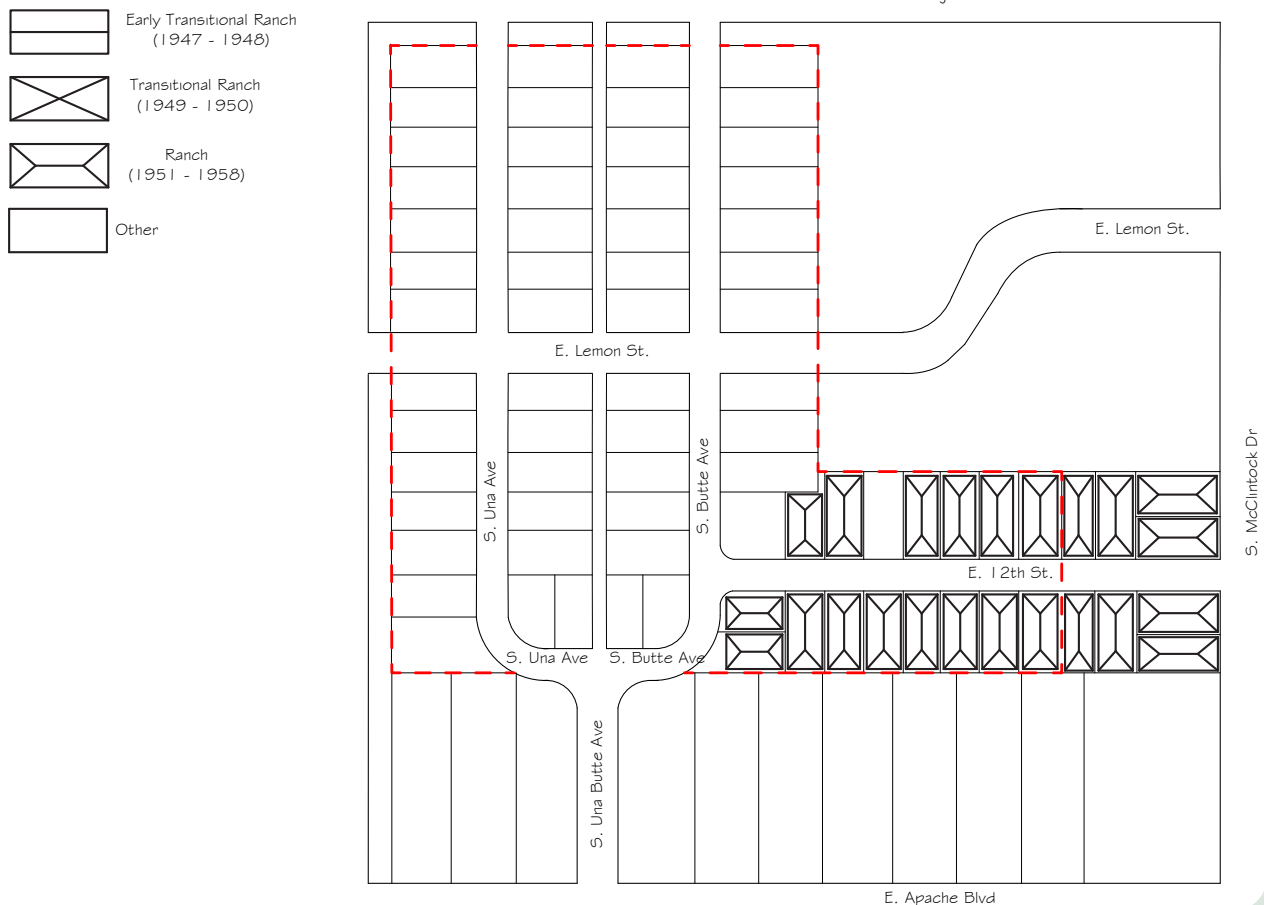 Early Transitional Ranch
(1947 - 1948)
Transitional Ranch
(1949 - 1950)
Ranch
(1951 - 1958)
Other
E. Lemon St.
E. Lemon St.
S. Una Ave
S. Butte Ave
S. McClintock Dr
E. 12th St.
S. Una Ave
S. Butte Ave
S. Una Butte Ave
E. Apache Blvd